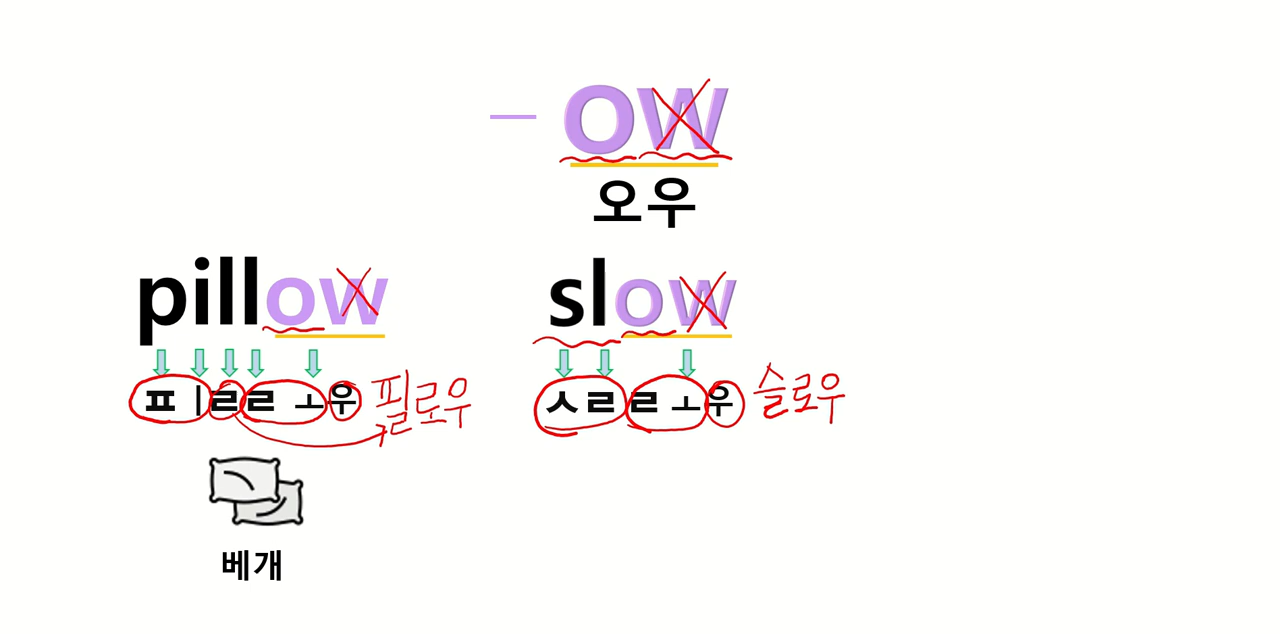 — ow
오우
pillow slow
ㅍ ㅣ ㄹ ㄹ ㅗ 우 필로우 ㅅ ㄹ ㄹ ㅗ 우 슬로우
베개